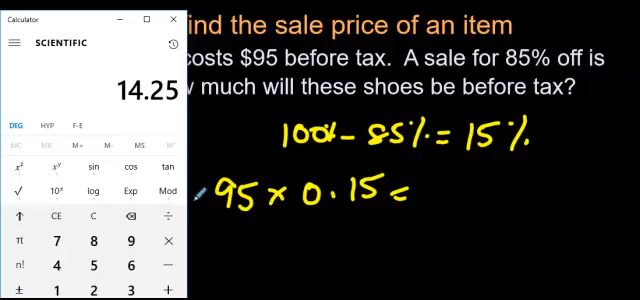 Calculator
SCIENTIFIC
14.25
DEG HYP F-E
MC MR M+ M- MS M˅
x² xʸ sin cos tan
√ 10ˣ log Exp Mod
↑ CE C ⌫ ÷
π 7 8 9 ×
n! 4 5 6 −
± 1 2 3 +
ind the sale price of an item
costs $95 before tax. A sale for 85% off is
w much will these shoes be before tax?
100% - 85% = 15%
95 × 0.15 =